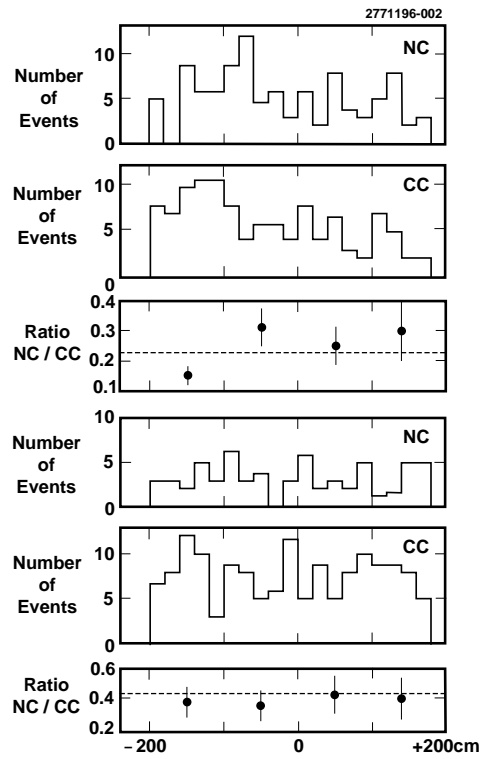 2771196-002
NC
10
Number
of
Events
5
0
CC
10
Number
of
Events
5
0
0.4
Ratio
NC / CC
0.3
0.2
0.1
NC
10
Number
of
Events
5
0
CC
10
Number
of
Events
5
0
0.6
Ratio
NC / CC
0.4
0.2
– 200 0 +200cm